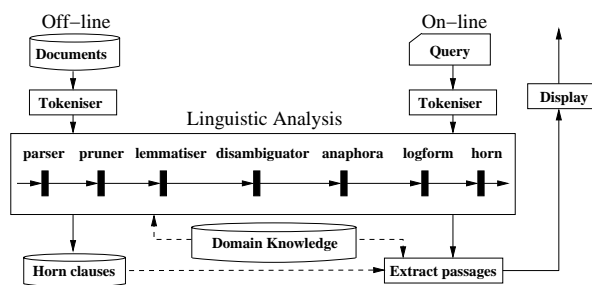 Off−line
On−line
Documents
Query
Tokeniser
Tokeniser
Display
Linguistic Analysis
parser pruner lemmatiser disambiguator anaphora logform horn
Domain Knowledge
Horn clauses
Extract passages